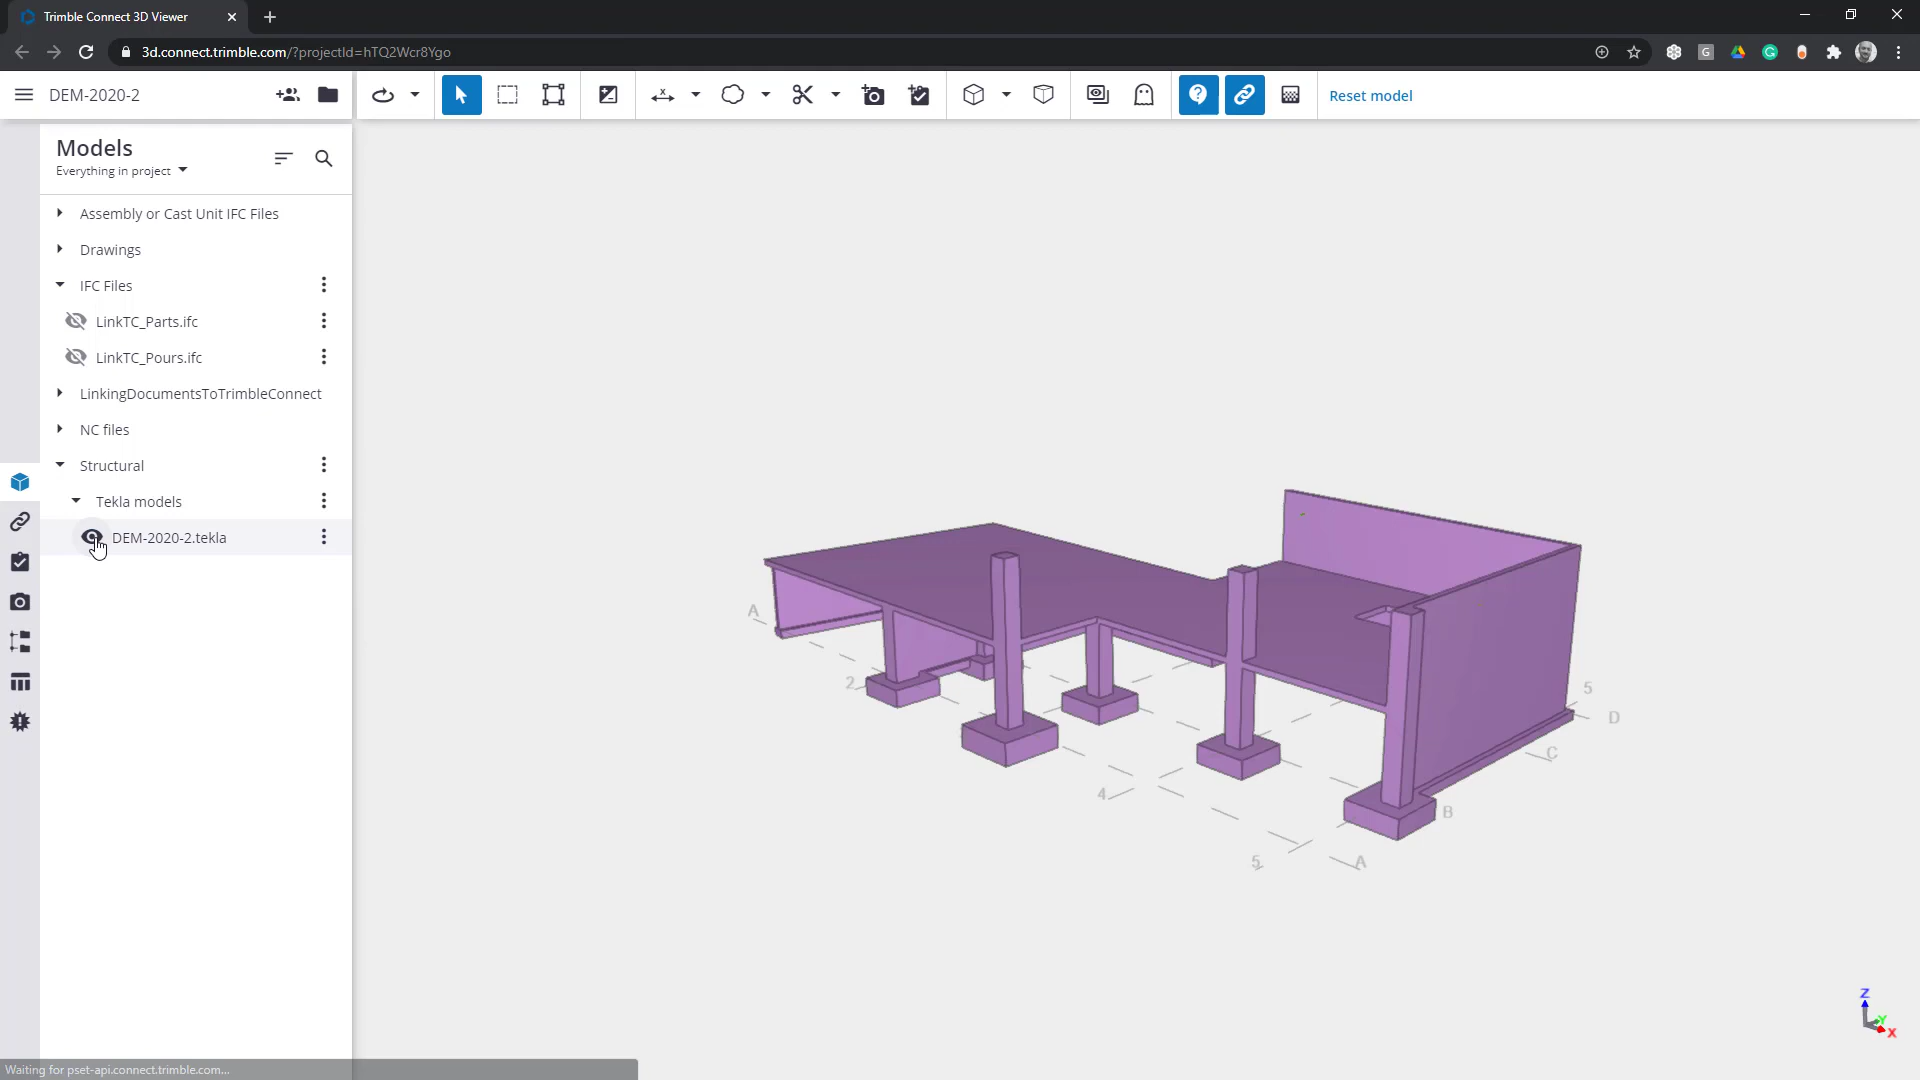 Trimble Connect 3D Viewer
3d.connect.trimble.com/?projectId=hTQ2Wcr8Ygo
DEM-2020-2
Reset model
Models
Everything in project
Assembly or Cast Unit IFC Files
Drawings
IFC Files
LinkTC_Parts.ifc
LinkTC_Pours.ifc
LinkingDocumentsToTrimbleConnect
NC files
Structural
Tekla models
DEM-2020-2.tekla
A
2
4
5
A
B
C
D
5
Z
Y
X
Waiting for pset-api.connect.trimble.com...